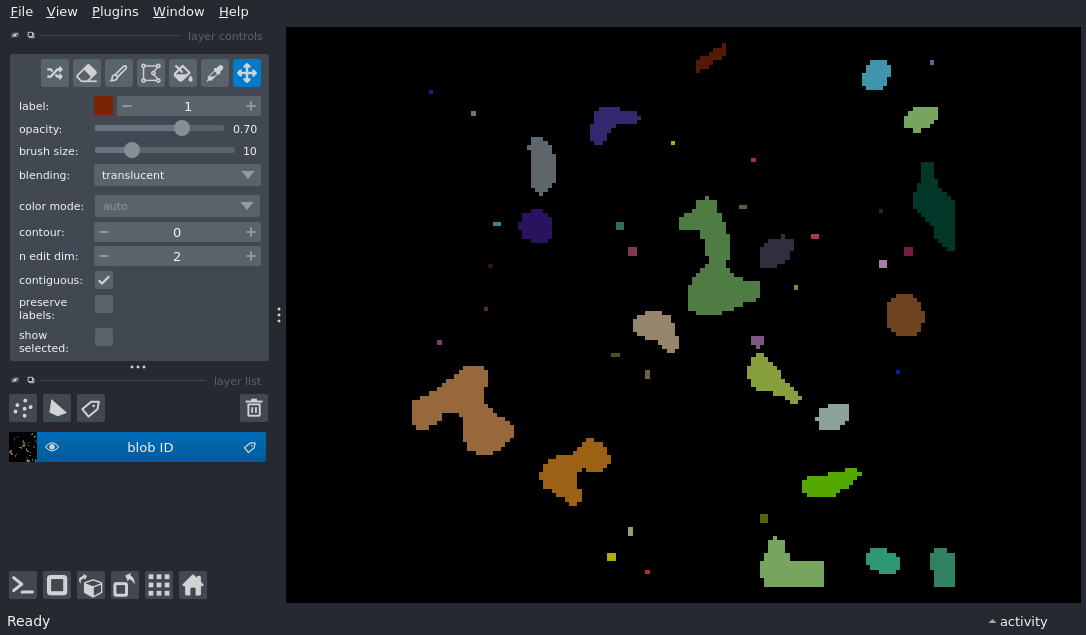 File View Plugins Window Help
layer controls
label: 1
opacity: 0.70
brush size: 10
blending: translucent
color mode: auto
contour: 0
n edit dim: 2
contiguous:
preserve
labels:
show
selected:
layer list
blob ID
Ready
activity